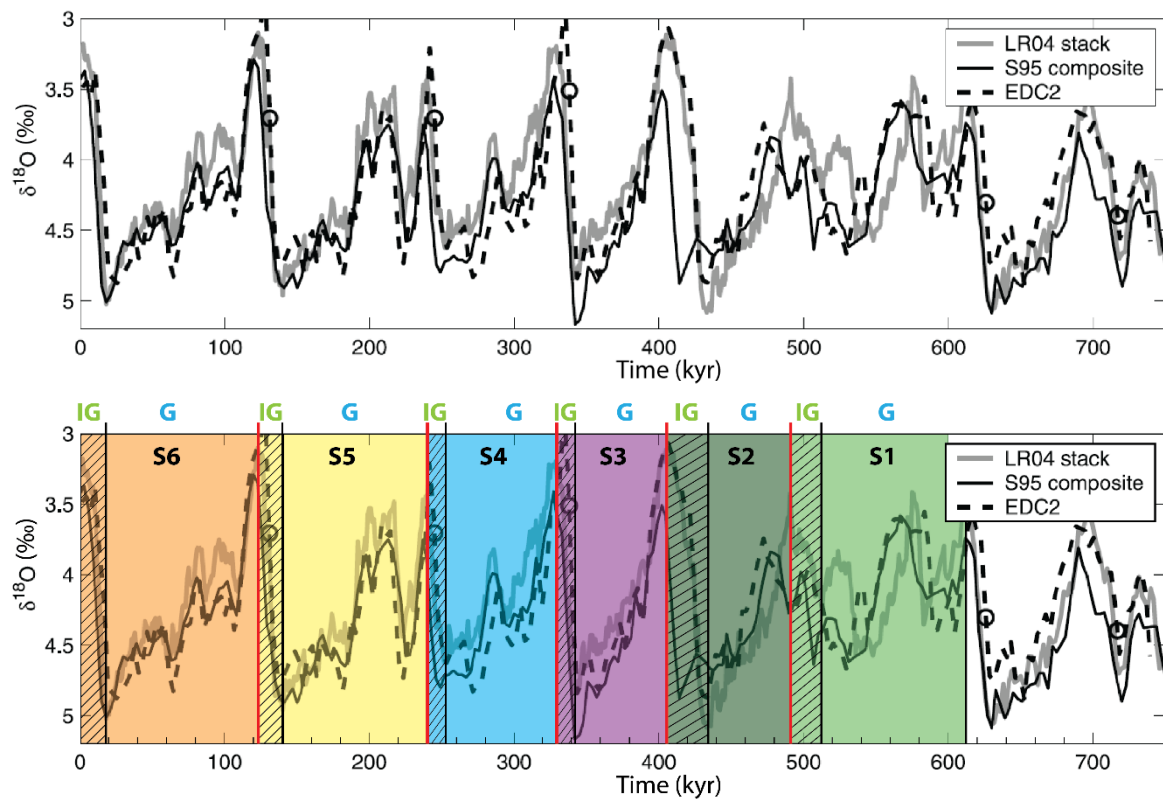 3
3.5
4
4.5
5
δ¹⁸O (‰)
LR04 stack
S95 composite
EDC2
0 100 200 300 400 500 600 700
Time (kyr)
IG G IG G IG G IG G IG G IG G
3
3.5
4
4.5
5
δ¹⁸O (‰)
S6 S5 S4 S3 S2 S1
LR04 stack
S95 composite
EDC2
0 100 200 300 400 500 600 700
Time (kyr)